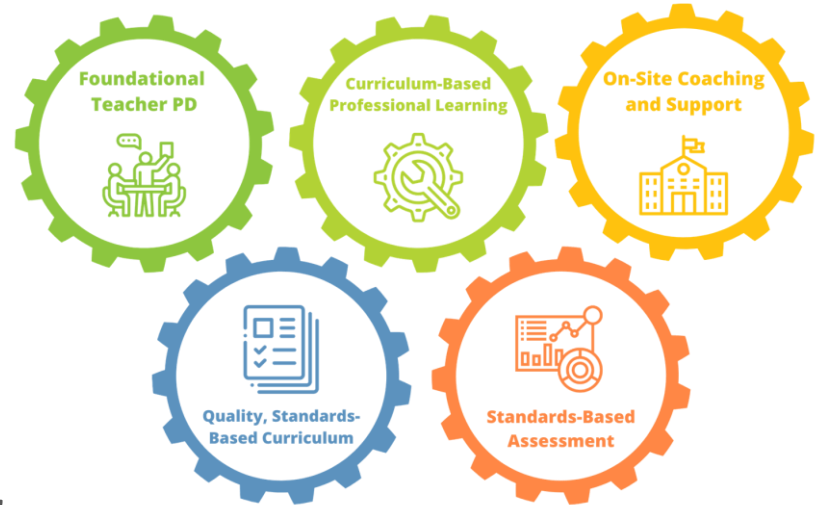 Foundational
Teacher PD
Curriculum-Based
Professional Learning
On-Site Coaching
and Support
Quality, Standards-
Based Curriculum
Standards-Based
Assessment